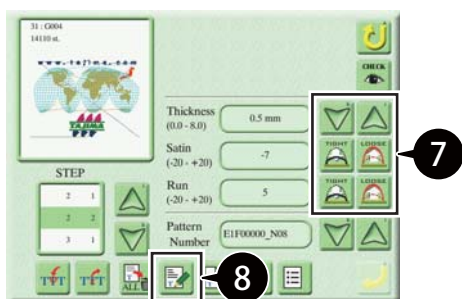 31 : G004
14110 st.
www.tajima.com
TAJIMA
CHECK
Thickness
(0.0 - 8.0)
0.5 mm
Satin
(-20 - +20)
-7
TIGHT
LOOSE
Run
(-20 - +20)
5
TIGHT
LOOSE
7
STEP
2 1
2 2
3 1
Pattern
Number
E1F00000_N08
ALL
8